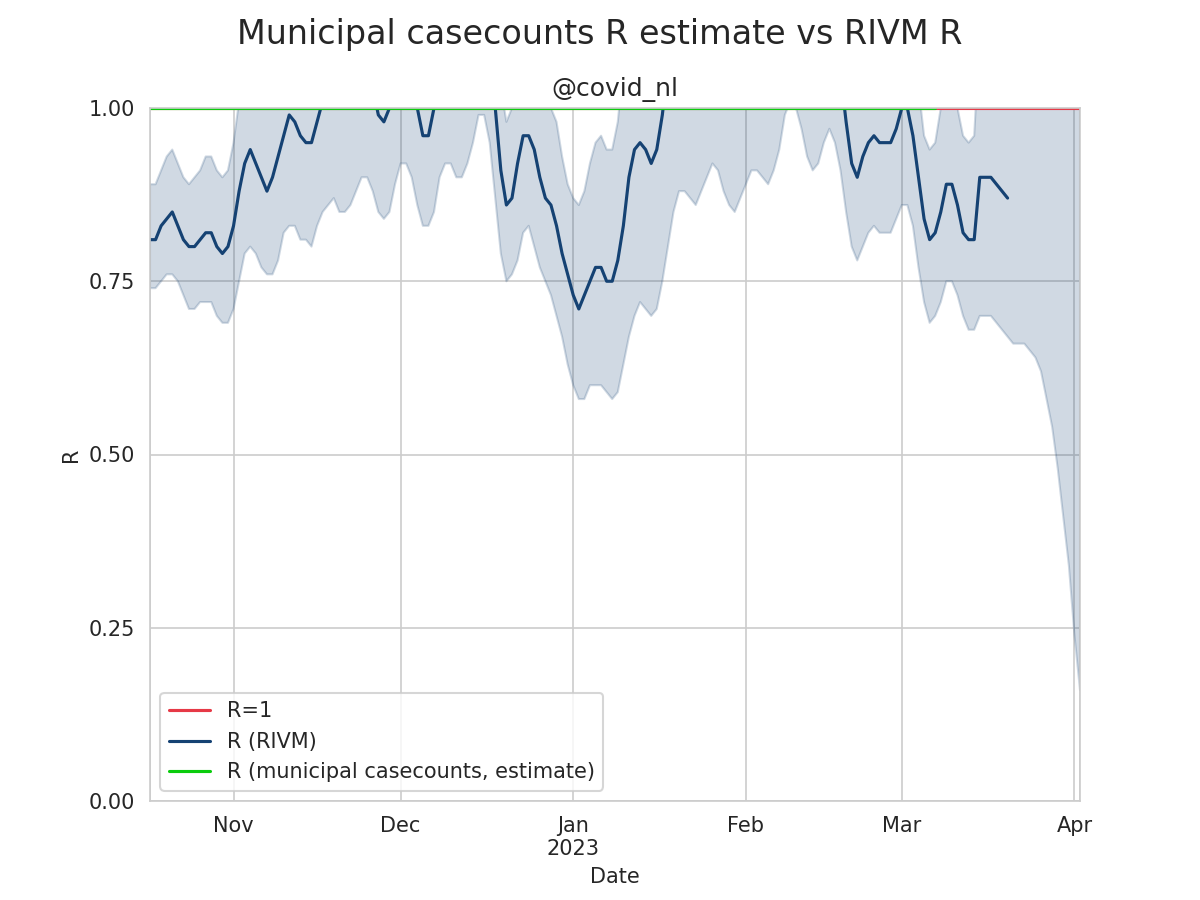 Municipal casecounts R estimate vs RIVM R
@covid_nl
1.00
0.75
0.50
0.25
0.00
R
R=1
R (RIVM)
R (municipal casecounts, estimate)
Nov
Dec
Jan
2023
Feb
Mar
Apr
Date